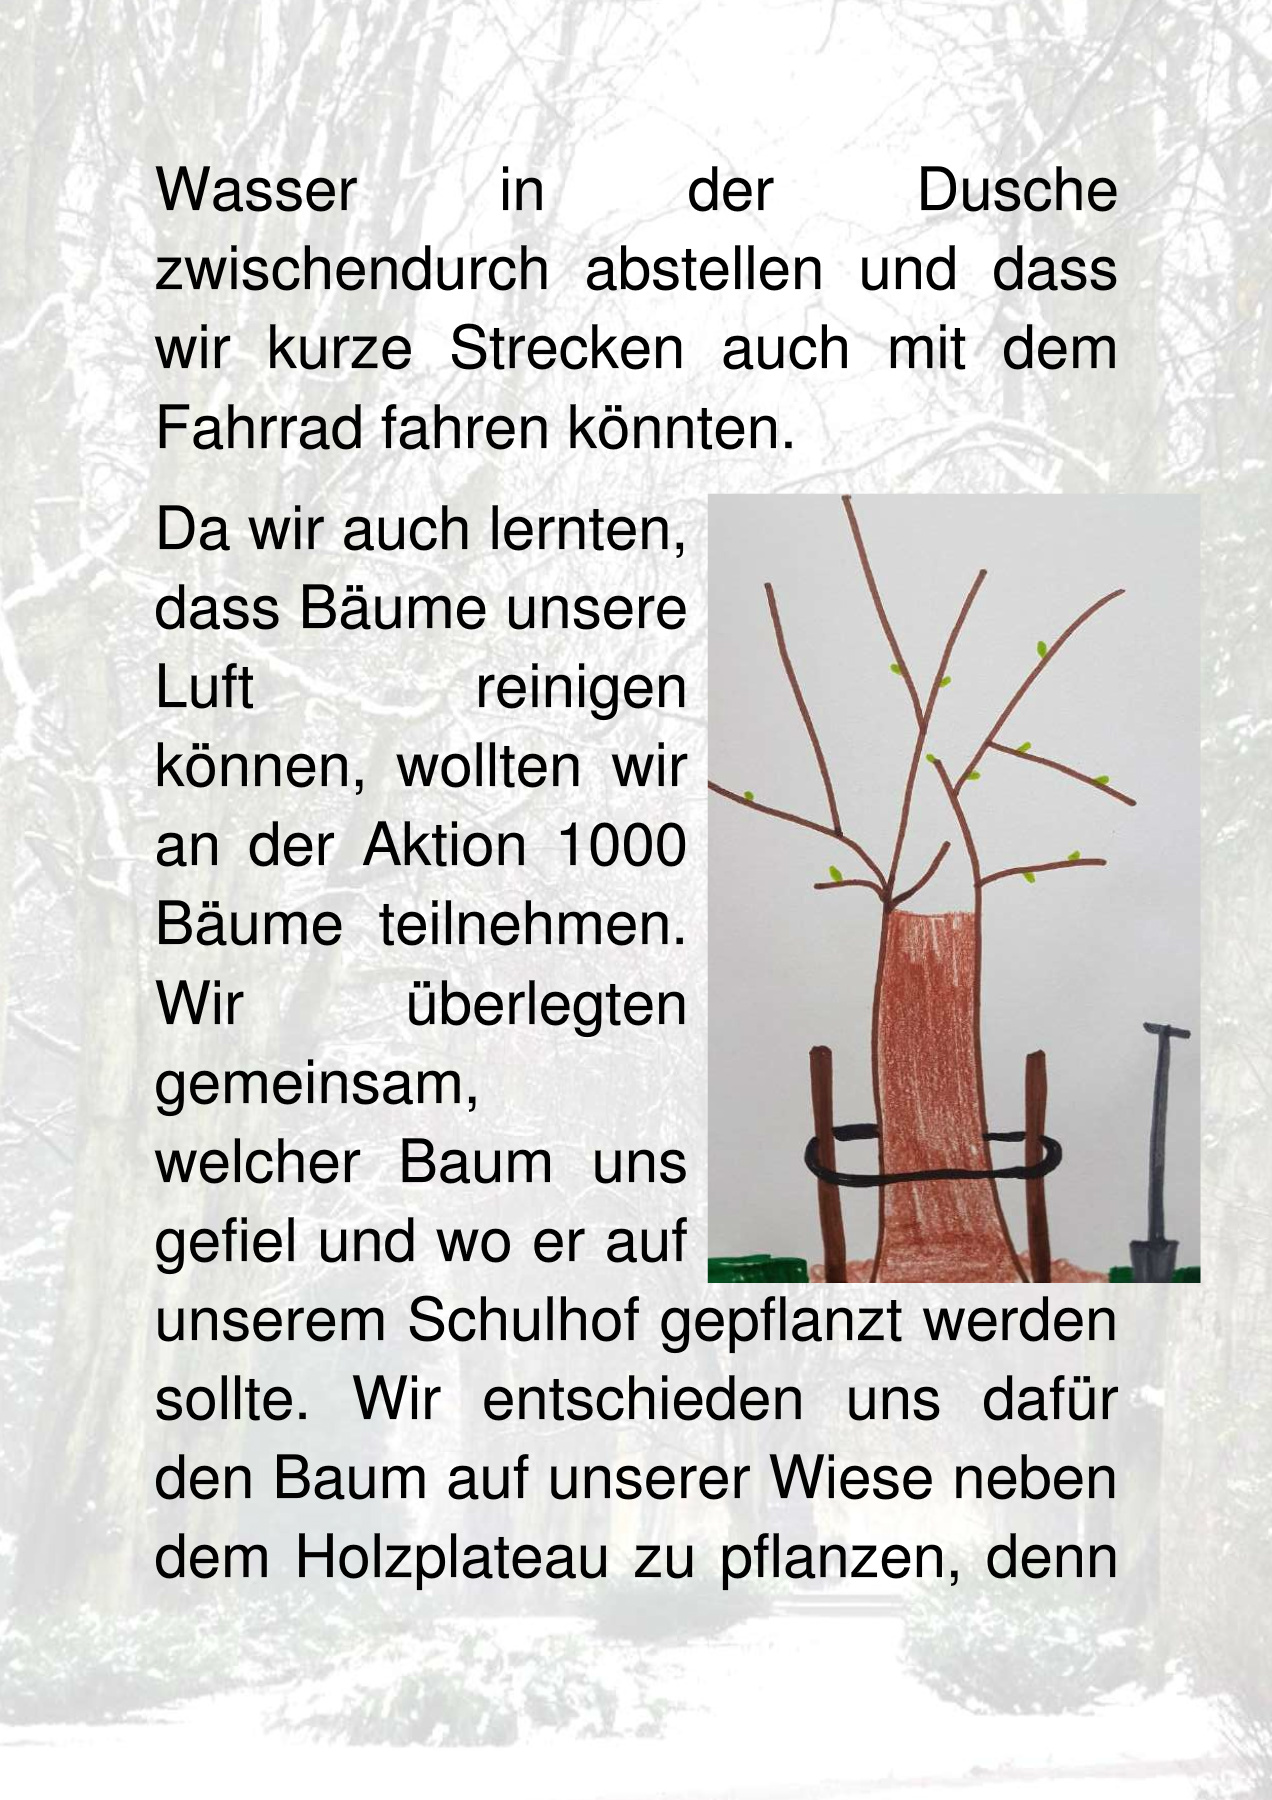 Wasser in der Dusche
zwischendurch abstellen und dass
wir kurze Strecken auch mit dem
Fahrrad fahren könnten.
Da wir auch lernten,
dass Bäume unsere
Luft reinigen
können, wollten wir
an der Aktion 1000
Bäume teilnehmen.
Wir überlegten
gemeinsam,
welcher Baum uns
gefiel und wo er auf
unserem Schulhof gepflanzt werden
sollte. Wir entschieden uns dafür
den Baum auf unserer Wiese neben
dem Holzplateau zu pflanzen, denn